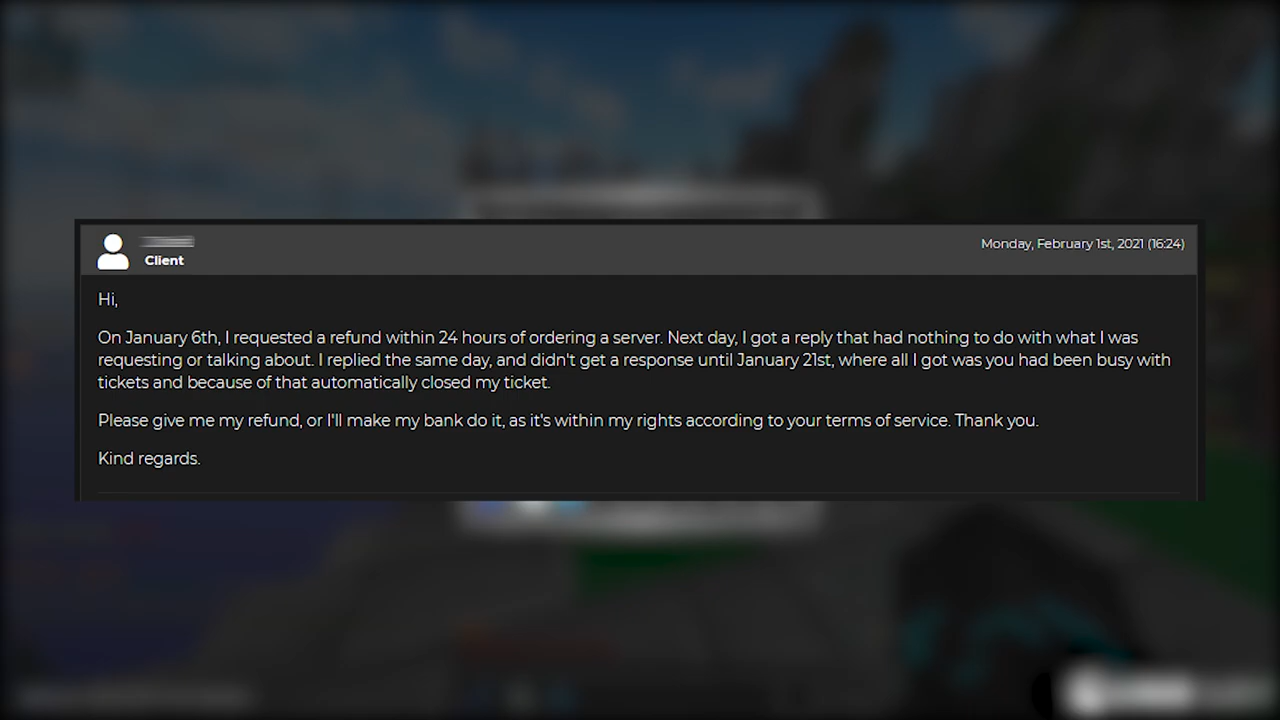 Monday, February 1st, 2021 (16:24)
Client
Hi,
On January 6th, I requested a refund within 24 hours of ordering a server. Next day, I got a reply that had nothing to do with what I was
requesting or talking about. I replied the same day, and didn't get a response until January 21st, where all I got was you had been busy with
tickets and because of that automatically closed my ticket.
Please give me my refund, or I'll make my bank do it, as it's within my rights according to your terms of service. Thank you.
Kind regards.